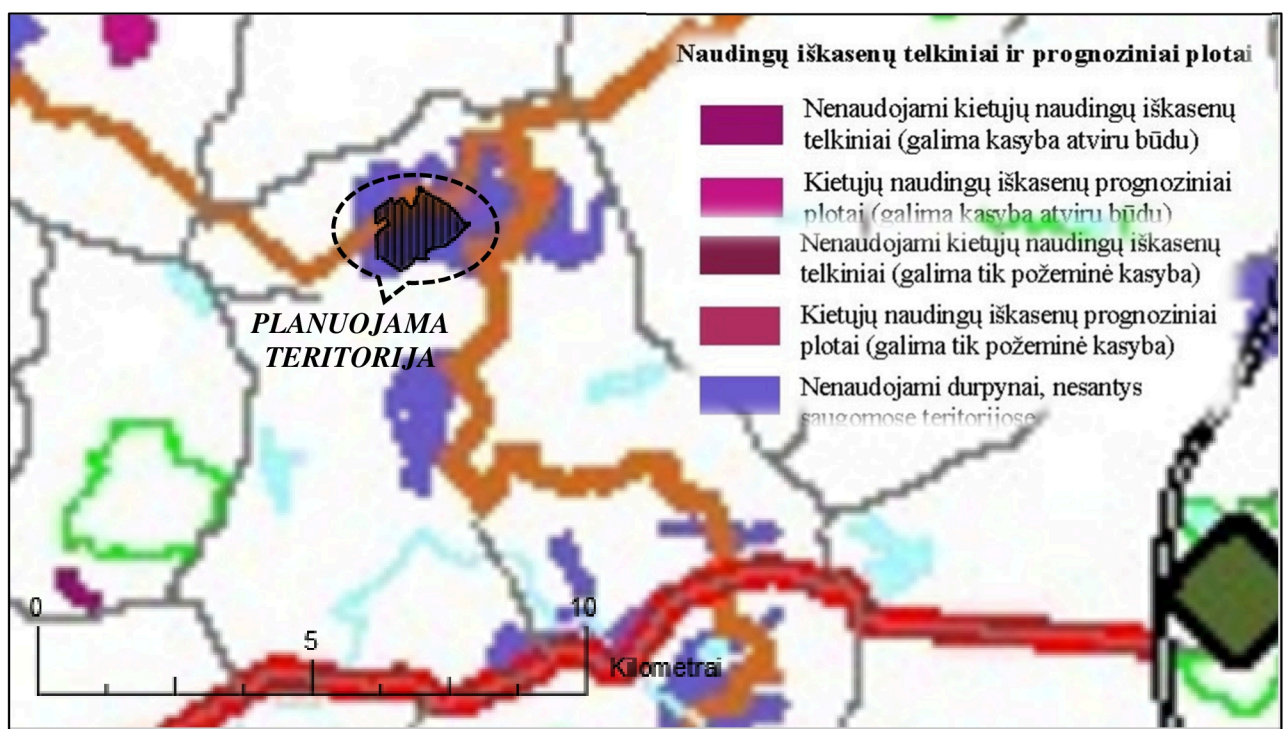 Naudingų iškasenų telkiniai ir prognoziniai plotai
Nenaudojami kietųjų naudingų iškasenų
telkiniai (galima kasyba atviru būdu)
Kietųjų naudingų iškasenų prognoziniai
plotai (galima kasyba atviru būdu)
Nenaudojami kietųjų naudingų iškasenų
telkiniai (galima tik požeminė kasyba)
Kietųjų naudingų iškasenų prognoziniai
plotai (galima tik požeminė kasyba)
Nenaudojami durpynai, nesantys
saugomose teritorijose
PLANUOJAMA
TERITORIJA
0
5
10
Kilometrai